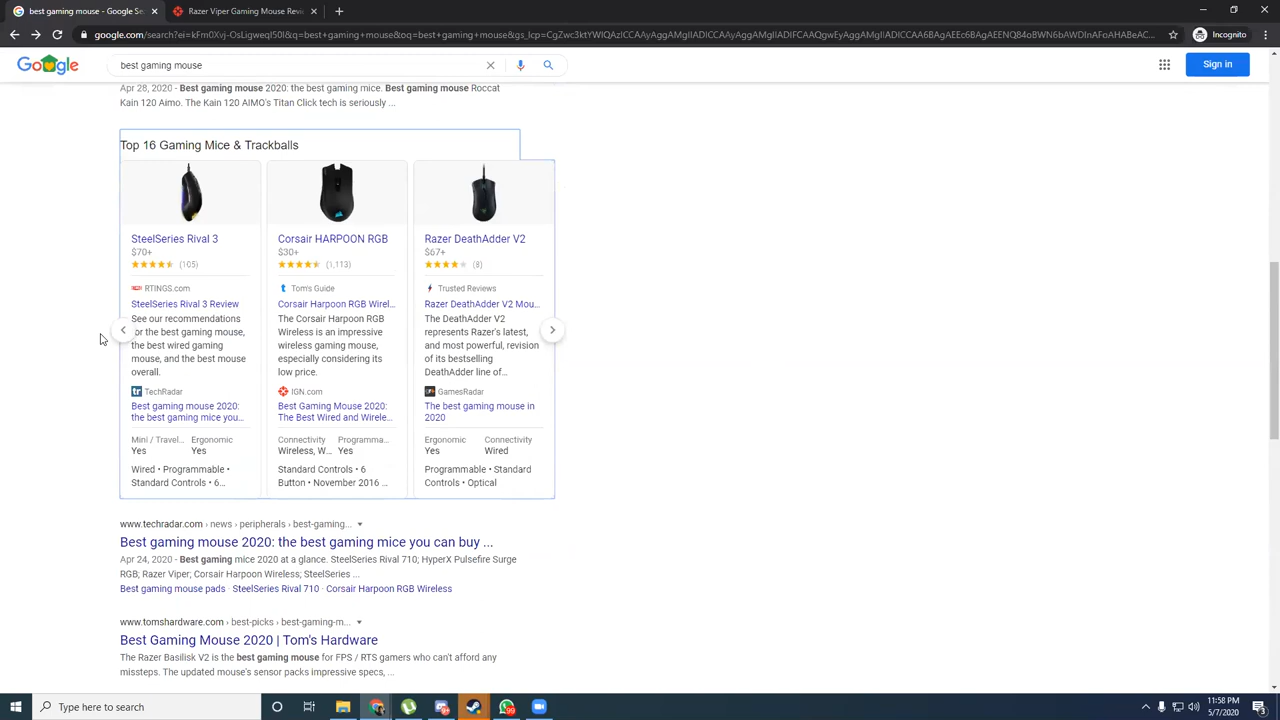 best gaming mouse - Google Sea
Razer Viper Gaming Mouse Revie
google.com/search?ei=
Incognito
Google
best gaming mouse
Sign in
Apr 28, 2020 - Best gaming mouse 2020: the best gaming mice. Best gaming mouse Roccat
Kain 120 Aimo. The Kain 120 AIMO's Titan Click tech is seriously ...
Top 16 Gaming Mice & Trackballs
SteelSeries Rival 3
$70+
(105)
RTINGS.com
SteelSeries Rival 3 Review
See our recommendations
for the best gaming mouse,
the best wired gaming
mouse, and the best mouse
overall.
TechRadar
Best gaming mouse 2020:
the best gaming mice you...
Mini / Travel... Ergonomic
Yes Yes
Wired • Programmable •
Standard Controls • 6...
Corsair HARPOON RGB
$30+
(1,113)
Tom's Guide
Corsair Harpoon RGB Wirel...
The Corsair Harpoon RGB
Wireless is an impressive
wireless gaming mouse,
especially considering its
low price.
IGN.com
Best Gaming Mouse 2020:
The Best Wired and Wirele...
Connectivity Programma...
Wireless, W... Yes
Standard Controls • 6
Button • November 2016 ...
Razer DeathAdder V2
$67+
(8)
Trusted Reviews
Razer DeathAdder V2 Mou...
The DeathAdder V2
represents Razer's latest,
and most powerful, revision
of its bestselling
DeathAdder line of...
GamesRadar
The best gaming mouse in
2020
Ergonomic Connectivity
Yes Wired
Programmable • Standard
Controls • Optical
www.techradar.com › news › peripherals › best-gaming...
Best gaming mouse 2020: the best gaming mice you can buy ...
Apr 24, 2020 - Best gaming mice 2020 at a glance. SteelSeries Rival 710; HyperX Pulsefire Surge
RGB; Razer Viper; Corsair Harpoon Wireless; SteelSeries ...
Best gaming mouse pads · SteelSeries Rival 710 · Corsair Harpoon RGB Wireless
www.tomshardware.com › best-picks › best-gaming-m...
Best Gaming Mouse 2020 | Tom's Hardware
The Razer Basilisk V2 is the best gaming mouse for FPS / RTS gamers who can't afford any
missteps. The updated mouse's sensor packs impressive specs, ...
Type here to search
99
11:58 PM
5/7/2020
3